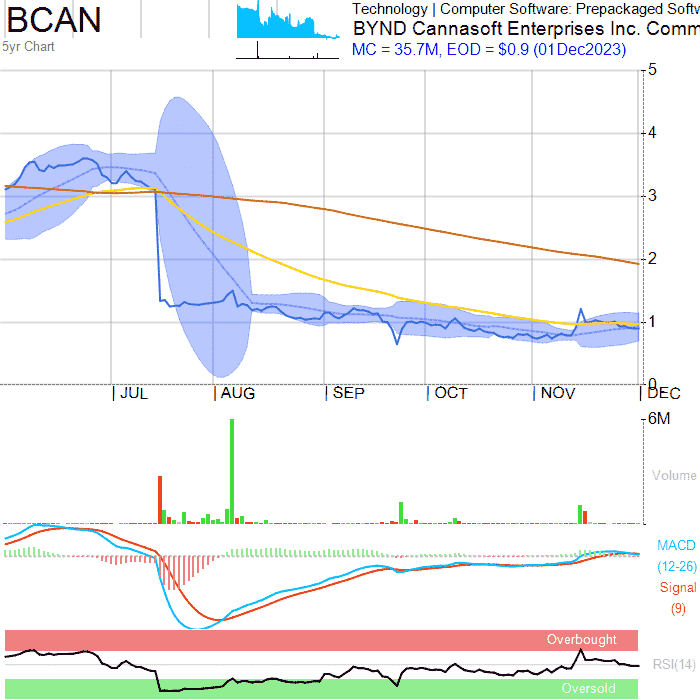 BCAN
5yr Chart
Technology | Computer Software: Prepackaged Softw
BYND Cannasoft Enterprises Inc. Comm
MC = 35.7M, EOD = $0.9 (01Dec2023)
5
4
3
2
1
0
JUL
AUG
SEP
OCT
NOV
DEC
6M
Volume
MACD
(12-26)
Signal
(9)
Overbought
RSI(14)
Oversold